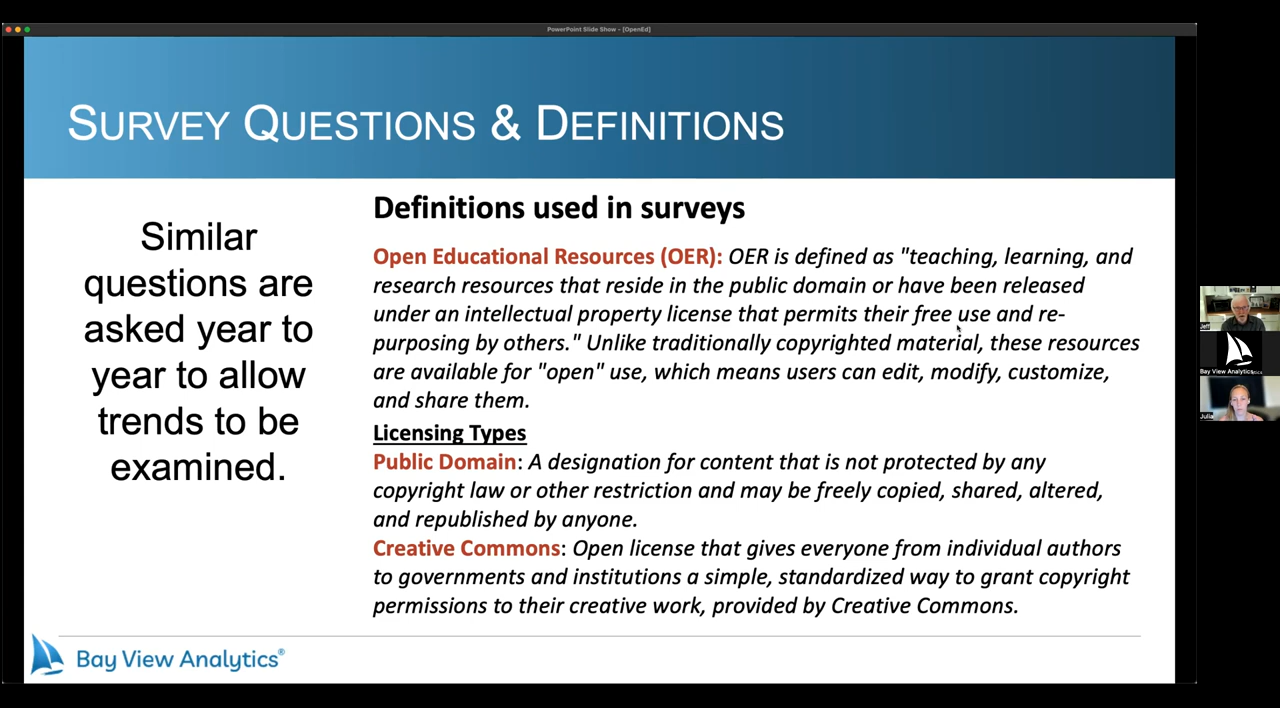 PowerPoint Slide Show - [OpenEd]
SURVEY QUESTIONS & DEFINITIONS
Similar
questions are
asked year to
year to allow
trends to be
examined.
Definitions used in surveys
Open Educational Resources (OER): OER is defined as "teaching, learning, and
research resources that reside in the public domain or have been released
under an intellectual property license that permits their free use and re-
purposing by others." Unlike traditionally copyrighted material, these resources
are available for "open" use, which means users can edit, modify, customize,
and share them.
Licensing Types
Public Domain: A designation for content that is not protected by any
copyright law or other restriction and may be freely copied, shared, altered,
and republished by anyone.
Creative Commons: Open license that gives everyone from individual authors
to governments and institutions a simple, standardized way to grant copyright
permissions to their creative work, provided by Creative Commons.
Bay View Analytics®
Jeff
Bay View Analytics
Julia